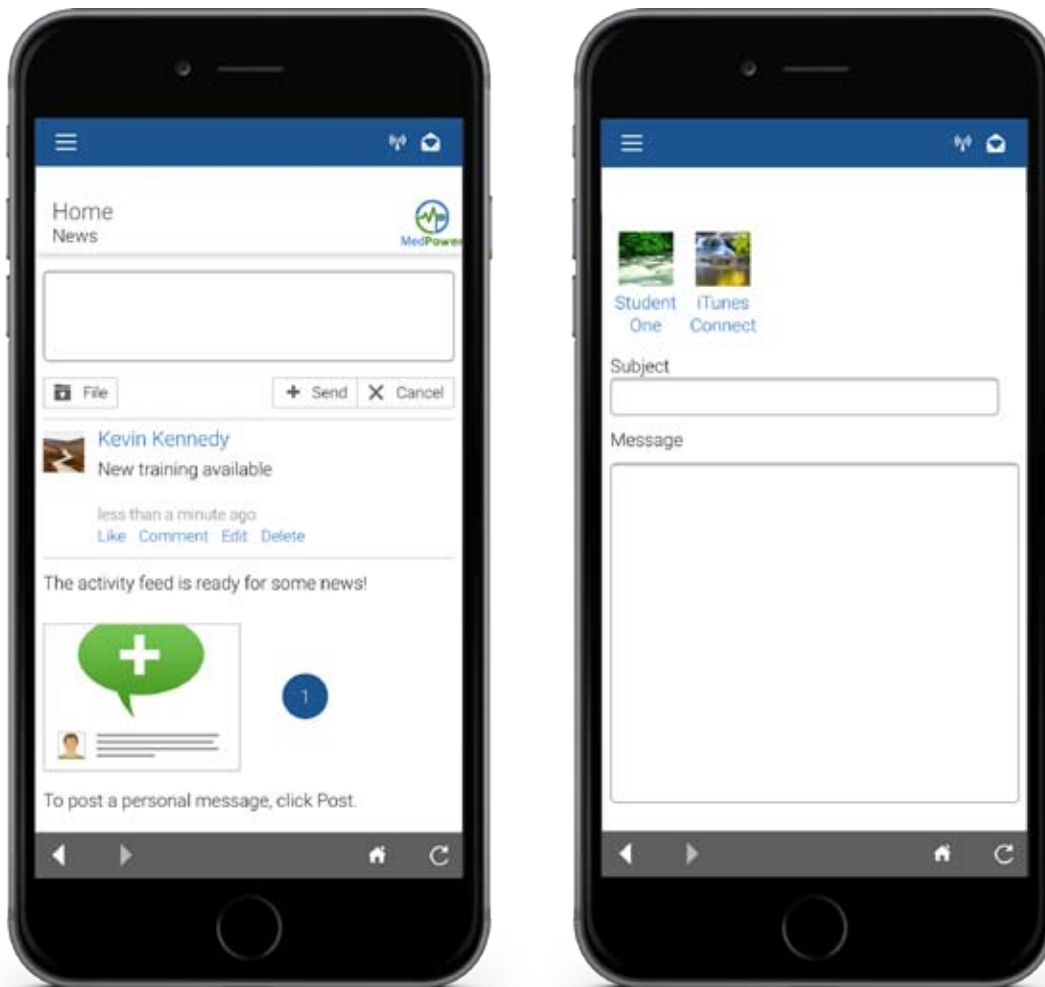 Home
News
MedPower
File
Send
Cancel
Kevin Kennedy
New training available
less than a minute ago
Like Comment Edit Delete
The activity feed is ready for some news!
1
To post a personal message, click Post.
Student
One
iTunes
Connect
Subject
Message